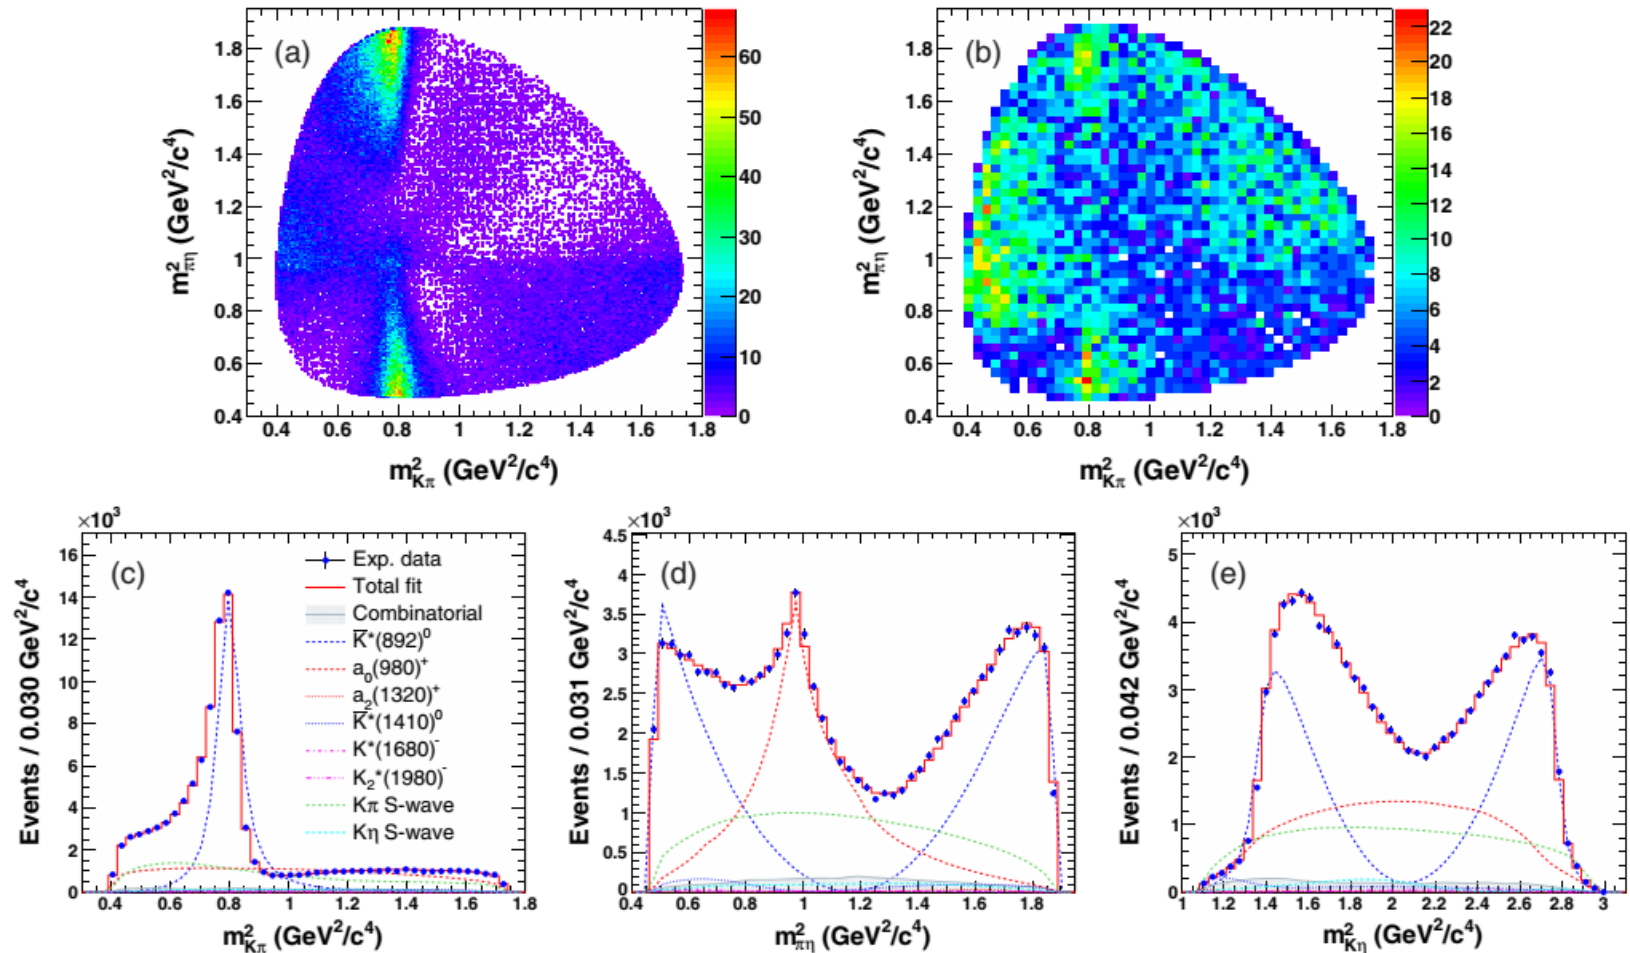 (a)
1.8
1.6
1.4
1.2
1
0.8
0.6
0.4
m²πη (GeV²/c⁴)
0.4 0.6 0.8 1 1.2 1.4 1.6 1.8
m²Kπ (GeV²/c⁴)
60
50
40
30
20
10
0
(b)
1.8
1.6
1.4
1.2
1
0.8
0.6
0.4
m²πη (GeV²/c⁴)
0.4 0.6 0.8 1 1.2 1.4 1.6 1.8
m²Kπ (GeV²/c⁴)
22
20
18
16
14
12
10
8
6
4
2
0
×10³
(c)
16
14
12
10
8
6
4
2
0
Events / 0.030 GeV²/c⁴
Exp. data
Total fit
Combinatorial
K̅*(892)⁰
a₀(980)⁺
a₂(1320)⁺
K̅*(1410)⁰
K*(1680)⁻
K₂*(1980)⁻
Kπ S-wave
Kη S-wave
0.4 0.6 0.8 1 1.2 1.4 1.6 1.8
m²Kπ (GeV²/c⁴)
×10³
(d)
4.5
4
3.5
3
2.5
2
1.5
1
0.5
0
Events / 0.031 GeV²/c⁴
0.4 0.6 0.8 1 1.2 1.4 1.6 1.8
m²πη (GeV²/c⁴)
×10³
(e)
5
4
3
2
1
0
Events / 0.042 GeV²/c⁴
1 1.2 1.4 1.6 1.8 2 2.2 2.4 2.6 2.8 3
m²Kη (GeV²/c⁴)